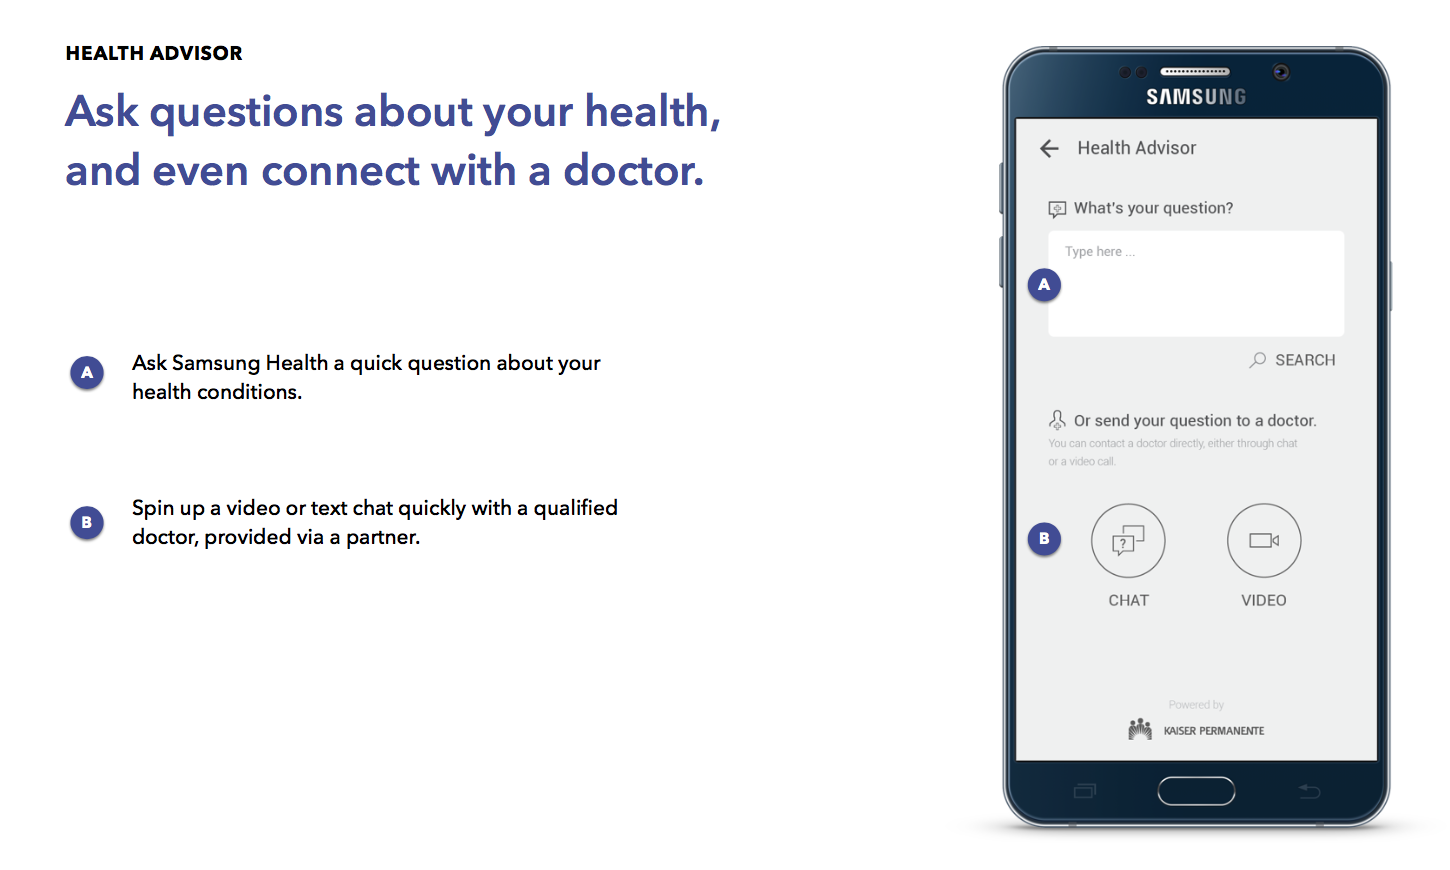 HEALTH ADVISOR
Ask questions about your health,
and even connect with a doctor.
A
Ask Samsung Health a quick question about your
health conditions.
B
Spin up a video or text chat quickly with a qualified
doctor, provided via a partner.
SAMSUNG
Health Advisor
What's your question?
Type here ...
A
SEARCH
Or send your question to a doctor.
You can contact a doctor directly, either through chat
or a video call.
B
?
CHAT
VIDEO
Powered by
KAISER PERMANENTE